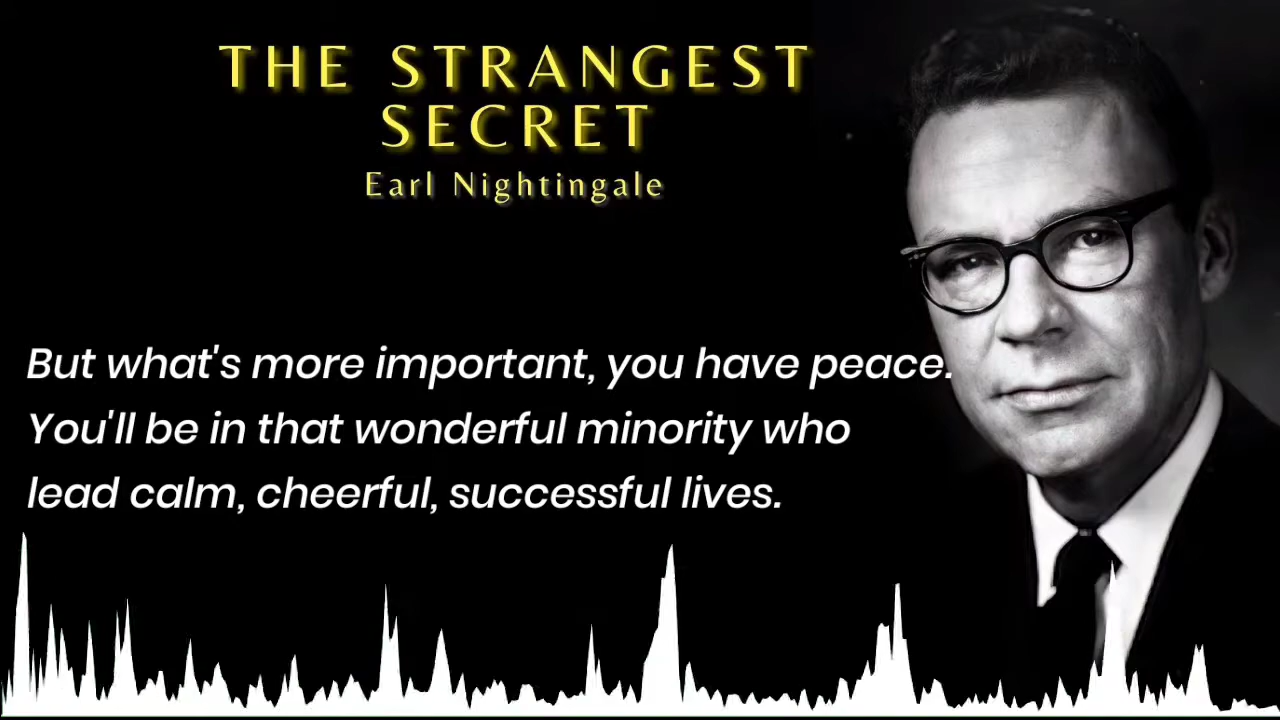 THE STRANGEST
SECRET
Earl Nightingale
But what's more important, you have peace.
You'll be in that wonderful minority who
lead calm, cheerful, successful lives.